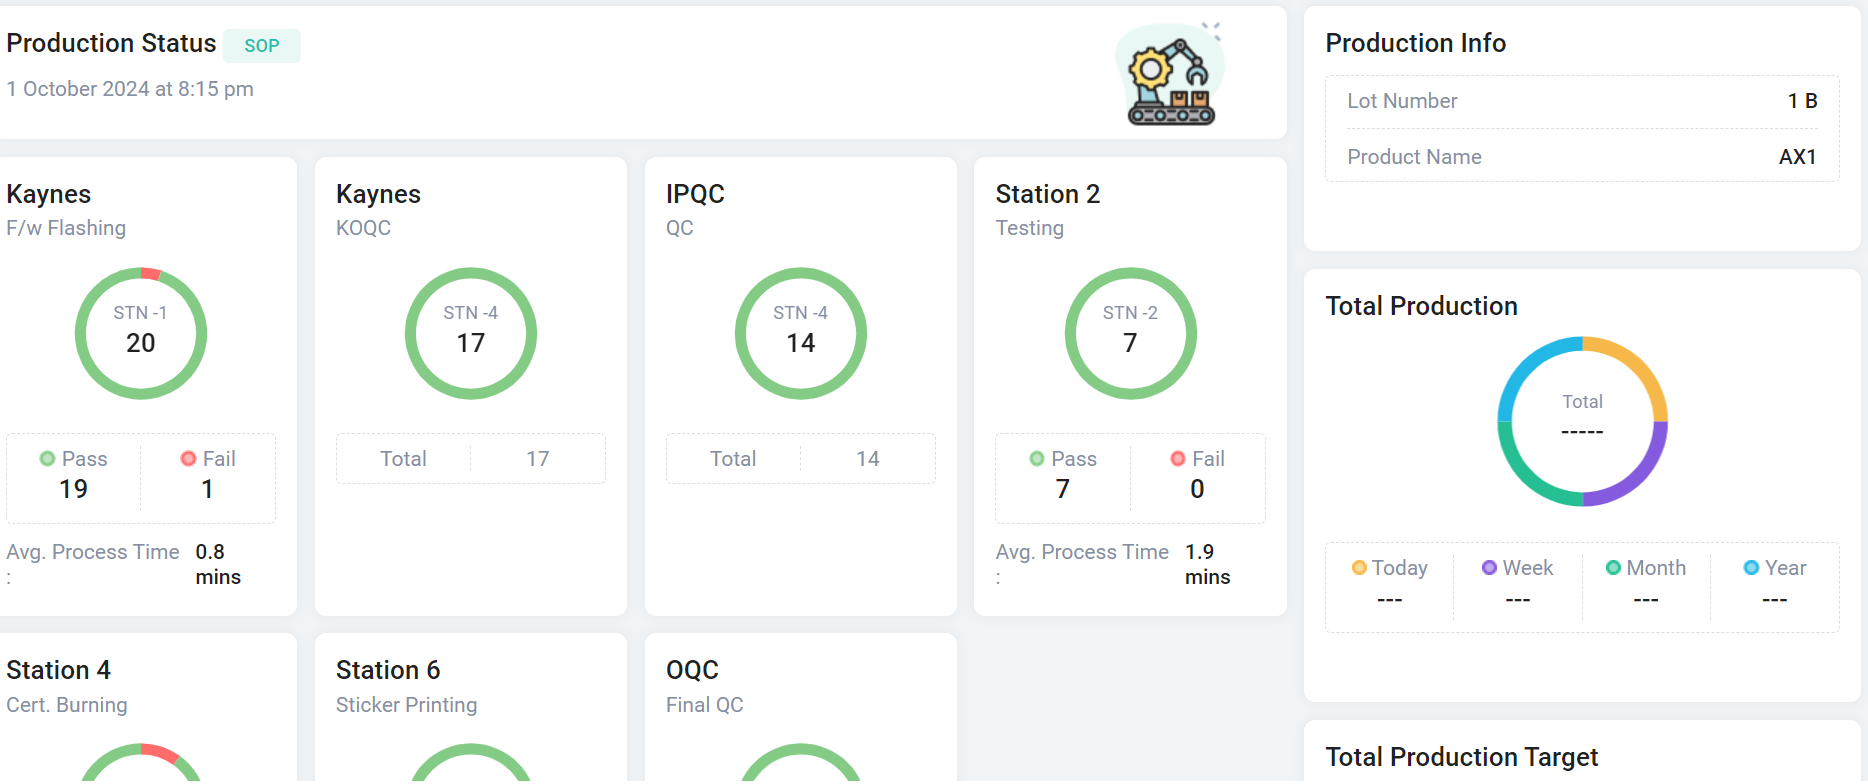 Production Status SOP
1 October 2024 at 8:15 pm
Kaynes
F/w Flashing
STN -1
20
Pass Fail
19 1
Avg. Process Time : 0.8 mins
Kaynes
KOQC
STN -4
17
Total 17
IPQC
QC
STN -4
14
Total 14
Station 2
Testing
STN -2
7
Pass Fail
7 0
Avg. Process Time : 1.9 mins
Station 4
Cert. Burning
Station 6
Sticker Printing
OQC
Final QC
Production Info
Lot Number 1 B
Product Name AX1
Total Production
Total
-----
Today Week Month Year
--- --- --- ---
Total Production Target